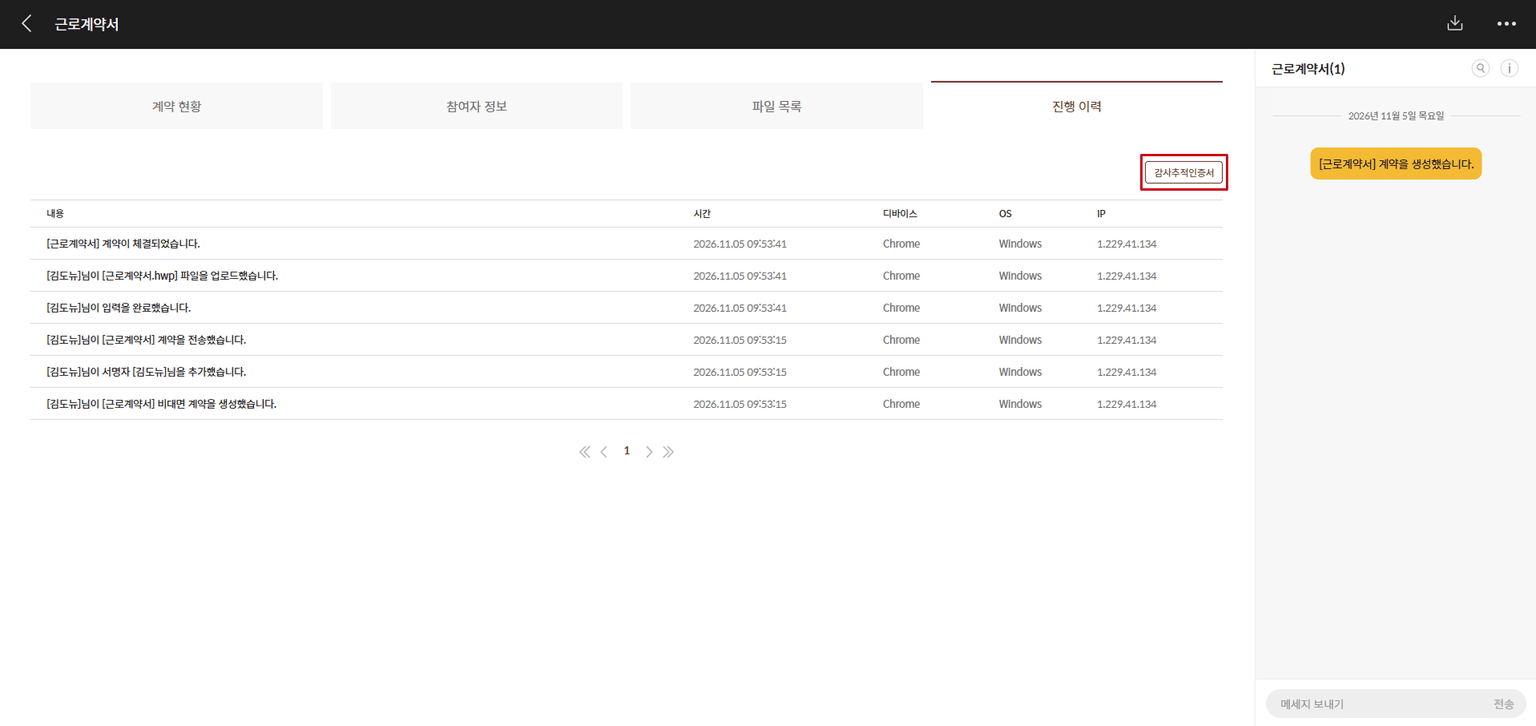 근로계약서
계약 현황
참여자 정보
파일 목록
진행 이력
감사추적인증서
내용 시간 디바이스 OS IP
[근로계약서] 계약이 체결되었습니다. 2026.11.05 09:53:41 Chrome Windows 1.229.41.134
[김도뉴]님이 [근로계약서.hwp] 파일을 업로드했습니다. 2026.11.05 09:53:41 Chrome Windows 1.229.41.134
[김도뉴]님이 입력을 완료했습니다. 2026.11.05 09:53:41 Chrome Windows 1.229.41.134
[김도뉴]님이 [근로계약서] 계약을 전송했습니다. 2026.11.05 09:53:15 Chrome Windows 1.229.41.134
[김도뉴]님이 서명자 [김도뉴]님을 추가했습니다. 2026.11.05 09:53:15 Chrome Windows 1.229.41.134
[김도뉴]님이 [근로계약서] 비대면 계약을 생성했습니다. 2026.11.05 09:53:15 Chrome Windows 1.229.41.134
1
근로계약서(1)
2026년 11월 5일 목요일
[근로계약서] 계약을 생성했습니다.
메세지 보내기 전송